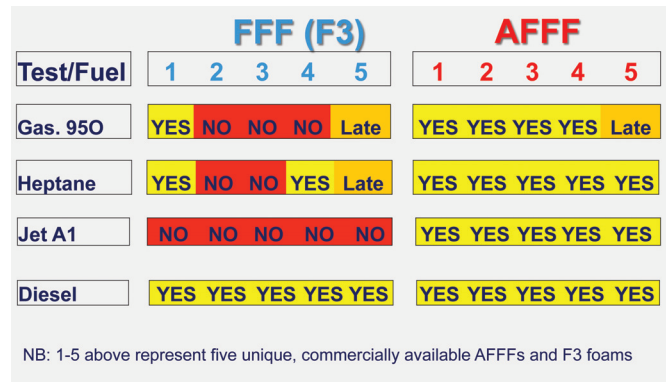 FFF (F3) AFFF
Test/Fuel 1 2 3 4 5 1 2 3 4 5
Gas. 95O YES NO NO NO Late YES YES YES YES Late
Heptane YES NO NO YES Late YES YES YES YES YES
Jet A1 NO NO NO NO NO YES YES YES YES YES
Diesel YES YES YES YES YES YES YES YES YES YES
NB: 1-5 above represent five unique, commercially available AFFFs and F3 foams